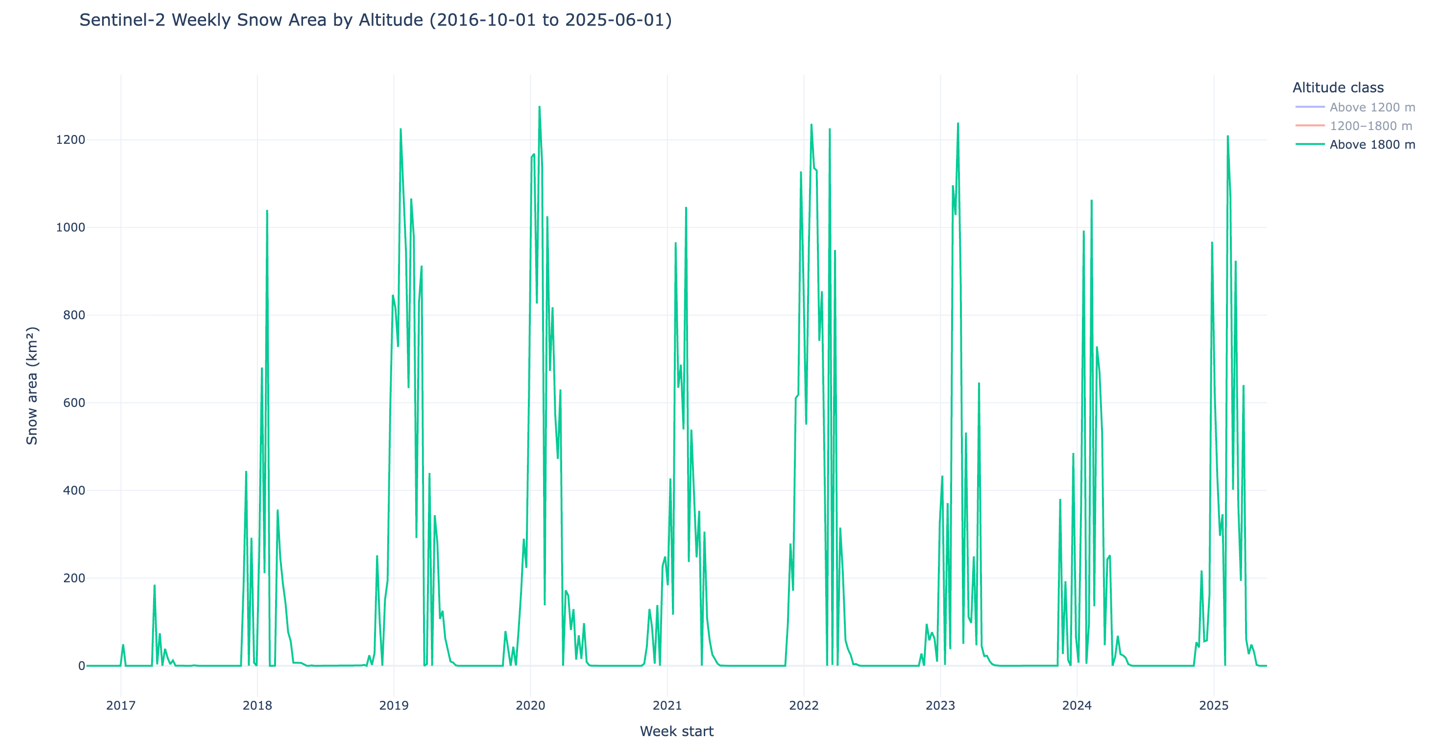 Sentinel-2 Weekly Snow Area by Altitude (2016-10-01 to 2025-06-01)
Altitude class
Above 1200 m
1200–1800 m
Above 1800 m
Snow area (km²)
1200
1000
800
600
400
200
0
2017 2018 2019 2020 2021 2022 2023 2024 2025
Week start